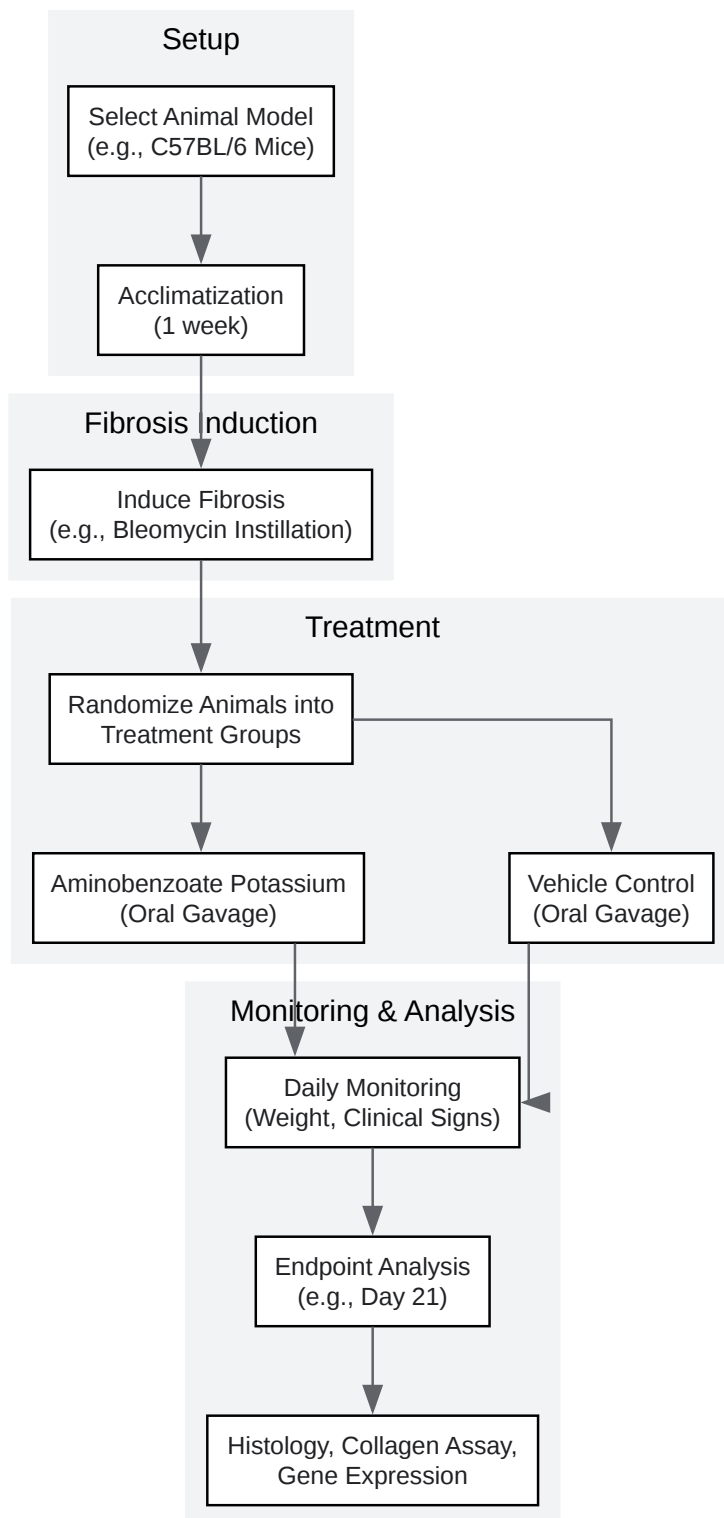 Setup
Select Animal Model
(e.g., C57BL/6 Mice)
Acclimatization
(1 week)
Fibrosis Induction
Induce Fibrosis
(e.g., Bleomycin Instillation)
Treatment
Randomize Animals into
Treatment Groups
Aminobenzoate Potassium
(Oral Gavage)
Vehicle Control
(Oral Gavage)
Monitoring & Analysis
Daily Monitoring
(Weight, Clinical Signs)
Endpoint Analysis
(e.g., Day 21)
Histology, Collagen Assay,
Gene Expression